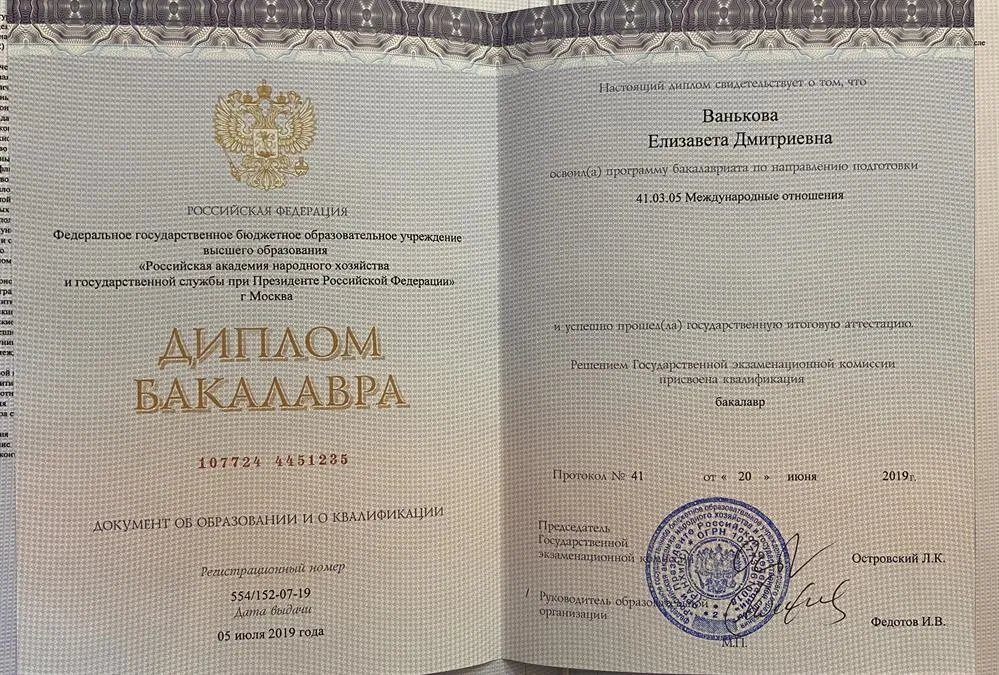 РОССИЙСКАЯ ФЕДЕРАЦИЯ
Федеральное государственное бюджетное образовательное учреждение
высшего образования
«Российская академия народного хозяйства
и государственной службы при Президенте Российской Федерации»
г Москва
ДИПЛОМ
БАКАЛАВРА
107724 4451235
ДОКУМЕНТ ОБ ОБРАЗОВАНИИ И О КВАЛИФИКАЦИИ
Регистрационный номер
554/152-07-19
Дата выдачи
05 июля 2019 года
Настоящий диплом свидетельствует о том, что
Ванькова
Елизавета Дмитриевна
освоил(а) программу бакалавриата по направлению подготовки
41.03.05 Международные отношения
и успешно прошел(ла) государственную итоговую аттестацию.
Решением Государственной экзаменационной комиссии
присвоена квалификация
бакалавр
Протокол № 41 от « 20 » июня 2019г.
Председатель
Государственной
экзаменационной
Островский Л.К.
Руководитель образовательной
организации
Федотов И.В.
М.П.